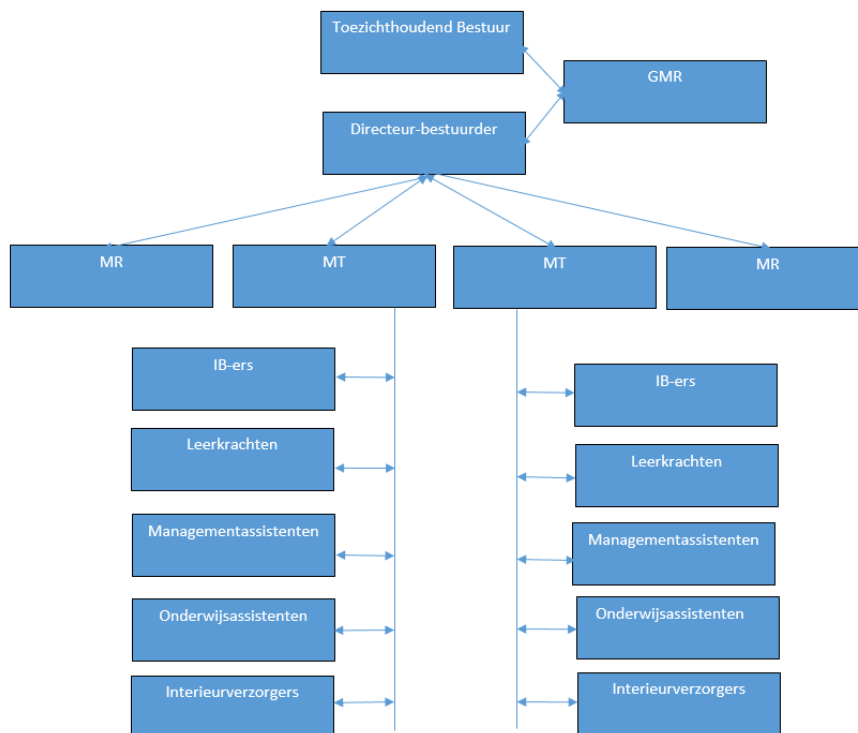 Toezichthoudend Bestuur
GMR
Directeur-bestuurder
MR
MT
MT
MR
IB-ers
IB-ers
Leerkrachten
Leerkrachten
Managementassistenten
Managementassistenten
Onderwijsassistenten
Onderwijsassistenten
Interieurverzorgers
Interieurverzorgers